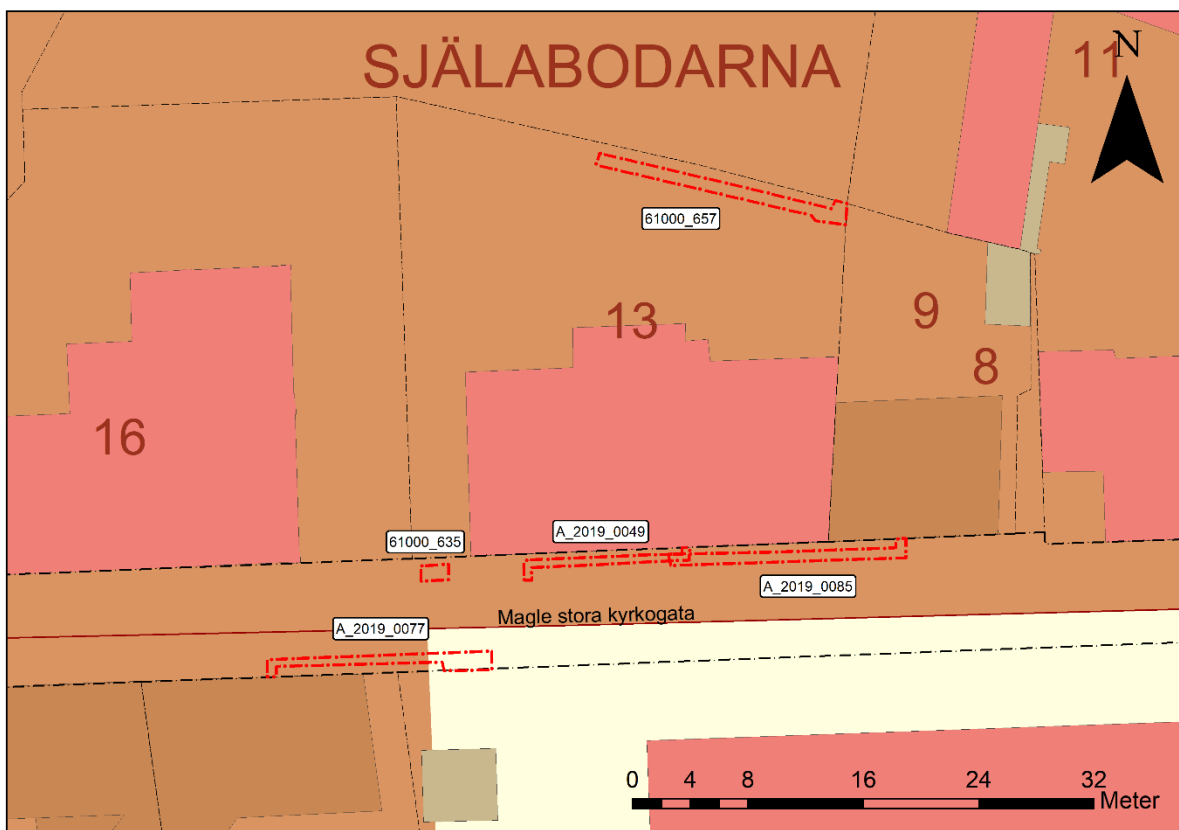 SJÄLABODARNA
11
N
61000_657
13
9
8
16
61000_635
A_2019_0049
A_2019_0085
Magle stora kyrkogata
A_2019_0077
0 4 8 16 24 32
Meter